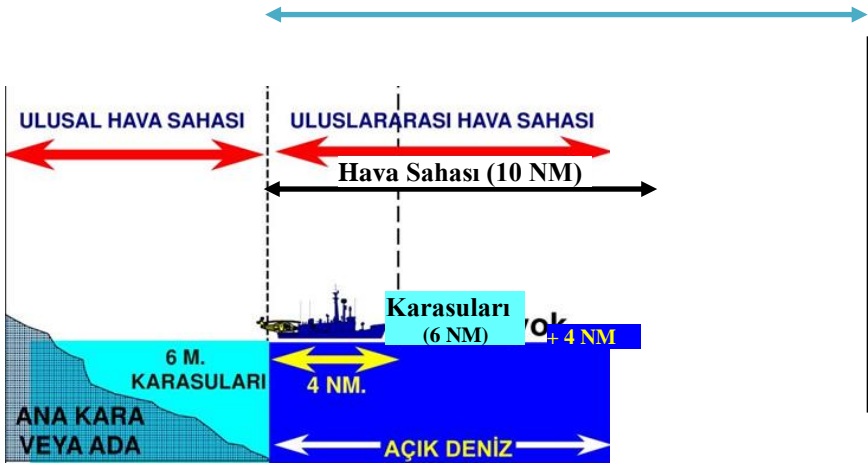 ULUSAL HAVA SAHASI
ULUSLARARASI HAVA SAHASI
Hava Sahası (10 NM)
Karasuları
(6 NM)
yok
+ 4 NM
6 M.
KARASULARI
4 NM.
ANA KARA
VEYA ADA
AÇIK DENİZ